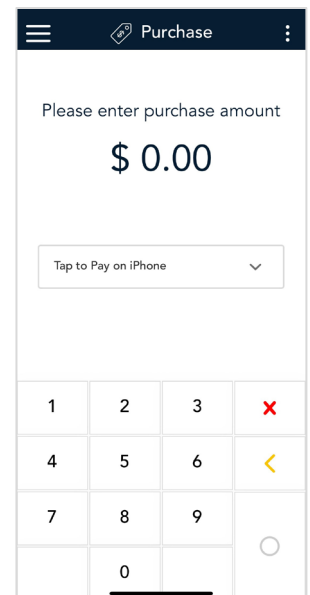 Purchase
Please enter purchase amount
$ 0.00
Tap to Pay on iPhone
1 2 3
4 5 6
7 8 9
0